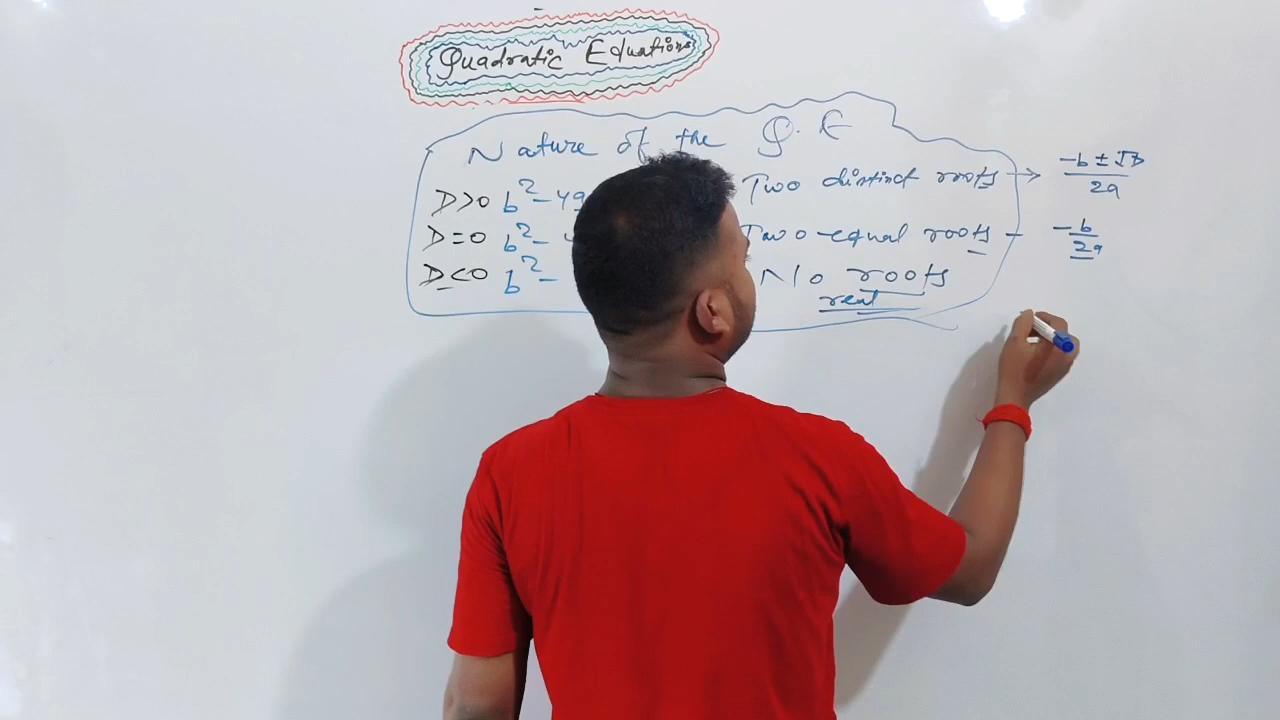 Quadratic Equations
Nature of the Q.E
D>0 b²-4a Two distinct roots → -b±√D/2a
D=0 b²- Two equal roots - -b/2a
D<0 b²- No roots
real